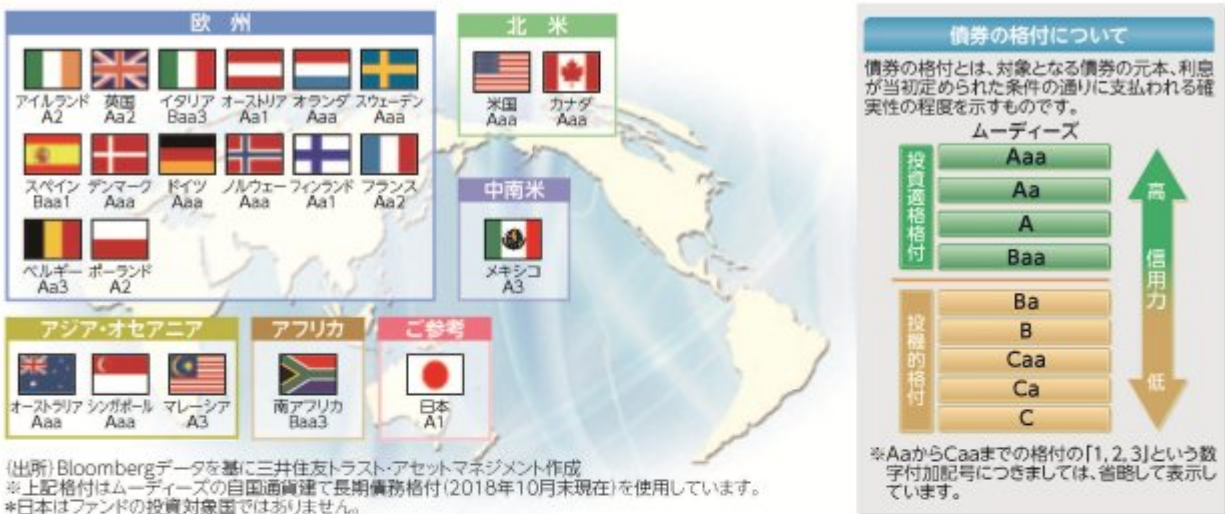 欧 州
アイルランド 英国 イタリア オーストリア オランダ スウェーデン
A2 Aa2 Baa3 Aa1 Aaa Aaa
スペイン デンマーク ドイツ ノルウェー フィンランド フランス
Baa1 Aaa Aaa Aaa Aa1 Aa2
ベルギー ポーランド
Aa3 A2
北 米
米国 カナダ
Aaa Aaa
中南米
メキシコ
A3
アジア・オセアニア
オーストラリア シンガポール マレーシア
Aaa Aaa A3
アフリカ
南アフリカ
Baa3
ご参考
日本
A1
(出所)Bloombergデータを基に三井住友トラスト・アセットマネジメント作成
※上記格付はムーディーズの自国通貨建て長期債務格付(2018年10月末現在)を使用しています。
*日本はファンドの投資対象国ではありません。
債券の格付について
債券の格付とは、対象となる債券の元本、利息
が当初定められた条件の通りに支払われる確
実性の程度を示すものです。
ムーディーズ
投資適格格付
Aaa
Aa
A
Baa
投機的格付
Ba
B
Caa
Ca
C
高
信用力
低
※AaからCaaまでの格付の「1,2,3」という数
字付加記号につきましては、省略して表示し
ています。